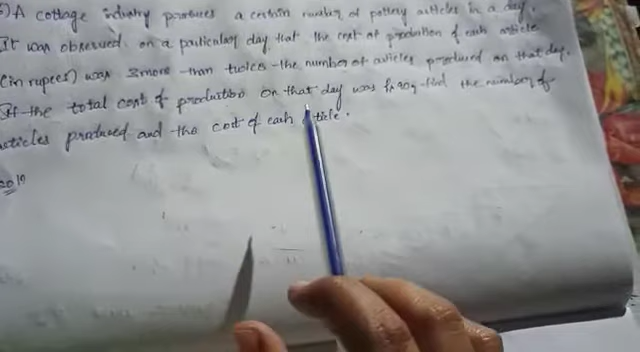 5) A cottage industry produces a certain number of pottery articles in a day.
It was observed on a particular day that the cost of production of each article
(in rupees) was 3 more than twice the number of articles produced on that day.
If the total cost of production on that day was find the number of
articles produced and the cost of each article.
2019